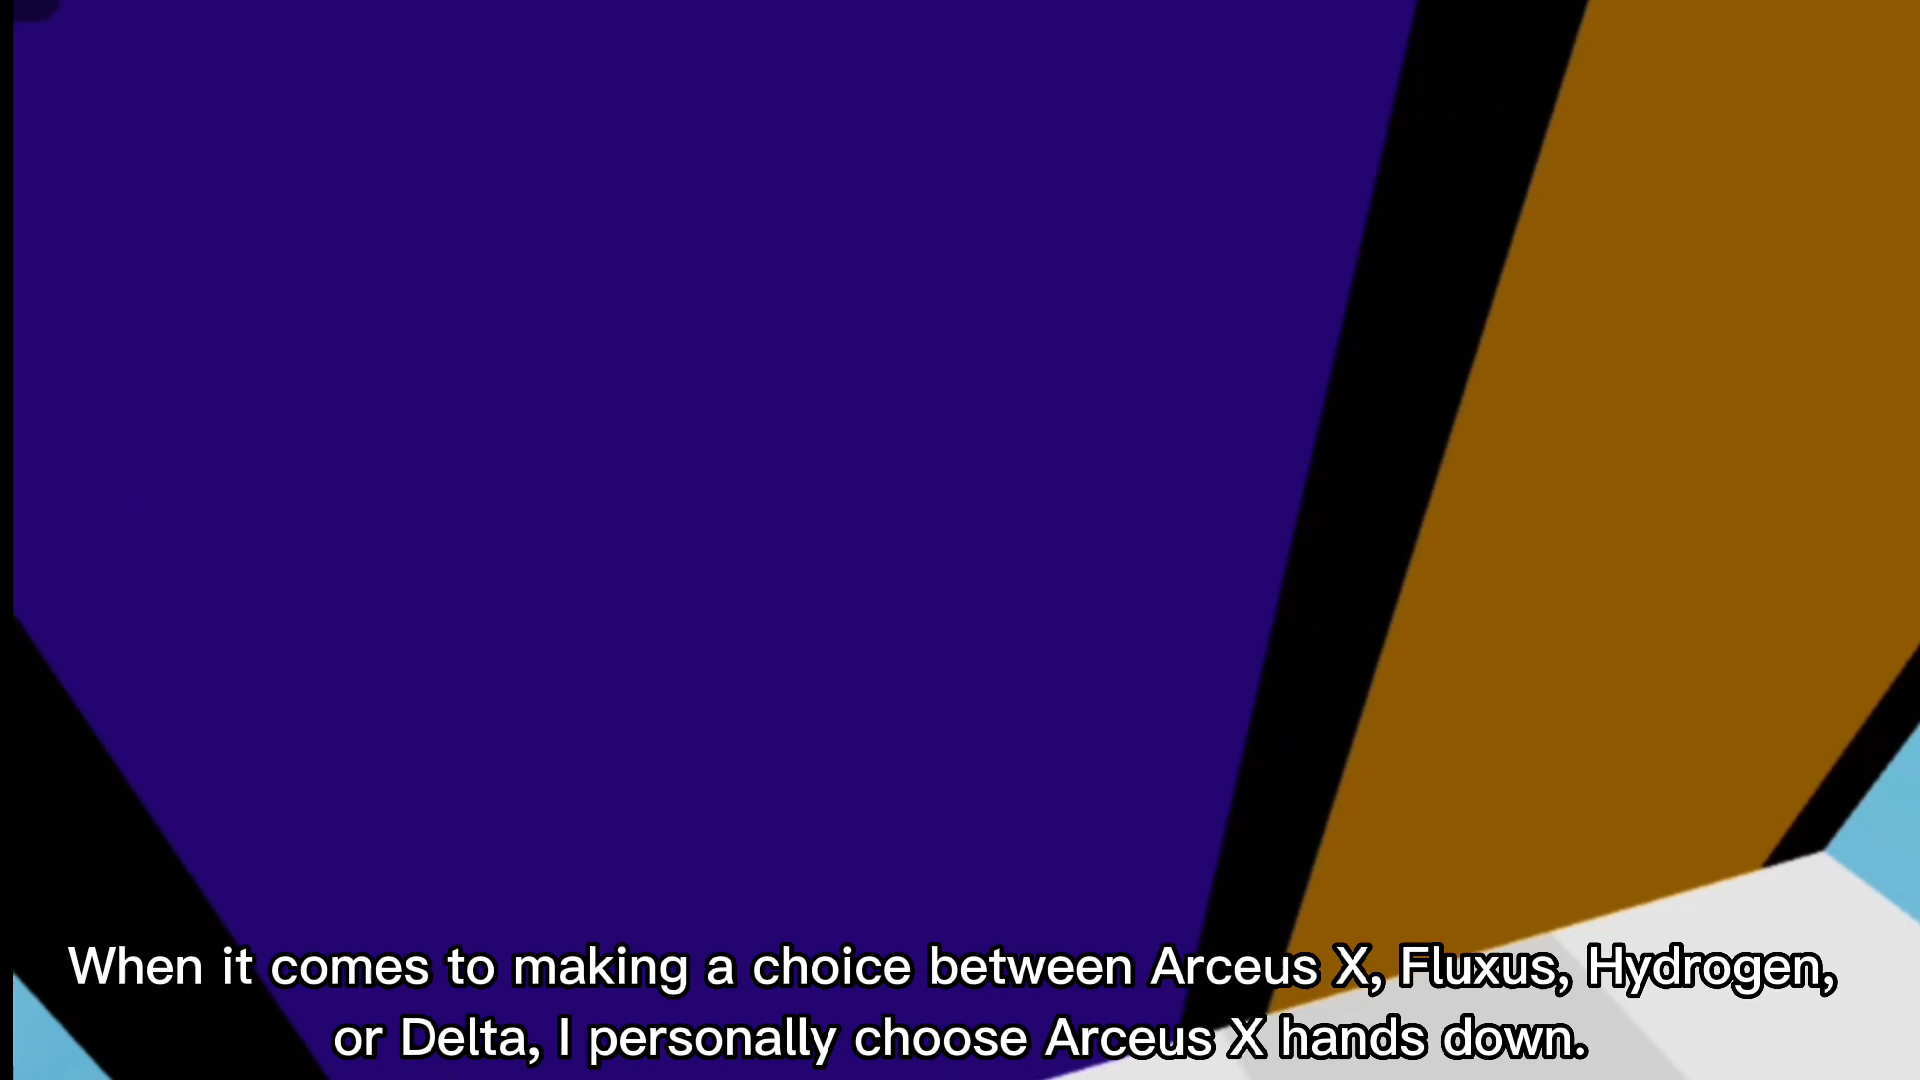 When it comes to making a choice between Arceus X, Fluxus, Hydrogen,
or Delta, I personally choose Arceus X hands down.